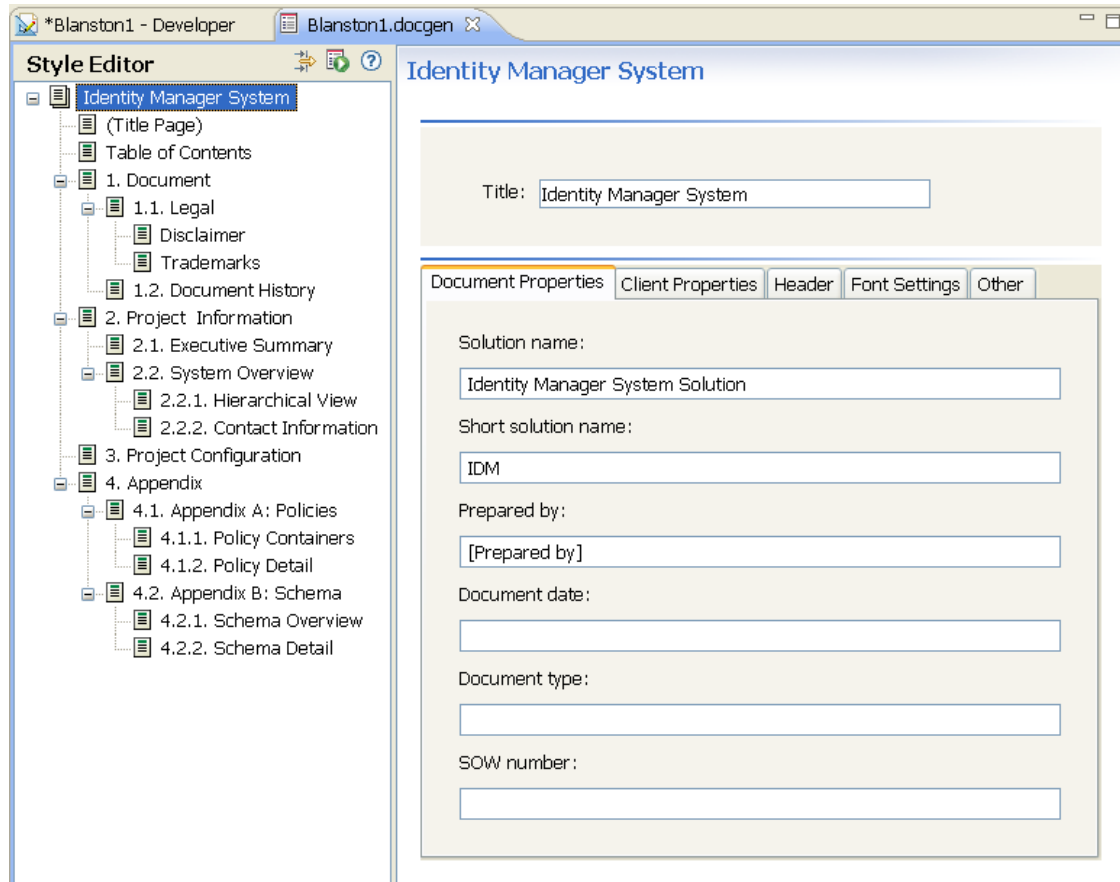 *Blanston1 - Developer
Blanston1.docgen
Style Editor
Identity Manager System
(Title Page)
Table of Contents
1. Document
1.1. Legal
Disclaimer
Trademarks
1.2. Document History
2. Project  Information
2.1. Executive Summary
2.2. System Overview
2.2.1. Hierarchical View
2.2.2. Contact Information
3. Project Configuration
4. Appendix
4.1. Appendix A: Policies
4.1.1. Policy Containers
4.1.2. Policy Detail
4.2. Appendix B: Schema
4.2.1. Schema Overview
4.2.2. Schema Detail
Identity Manager System
Title: Identity Manager System
Document Properties Client Properties Header Font Settings Other
Solution name:
Identity Manager System Solution
Short solution name:
IDM
Prepared by:
[Prepared by]
Document date:
Document type:
SOW number: